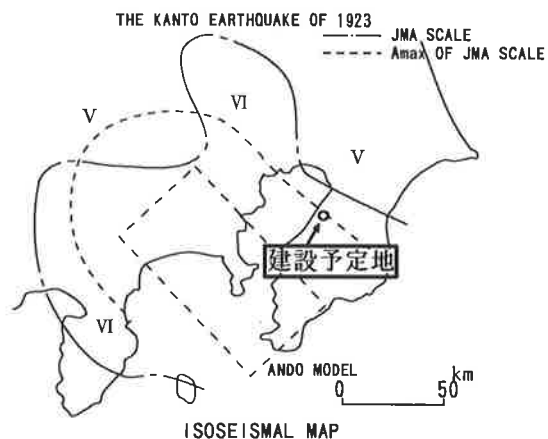 THE KANTO EARTHQUAKE OF 1923
JMA SCALE
Amax OF JMA SCALE
VI
V
V
建設予定地
VI
ANDO MODEL
km
0 50
ISOSEISMAL MAP